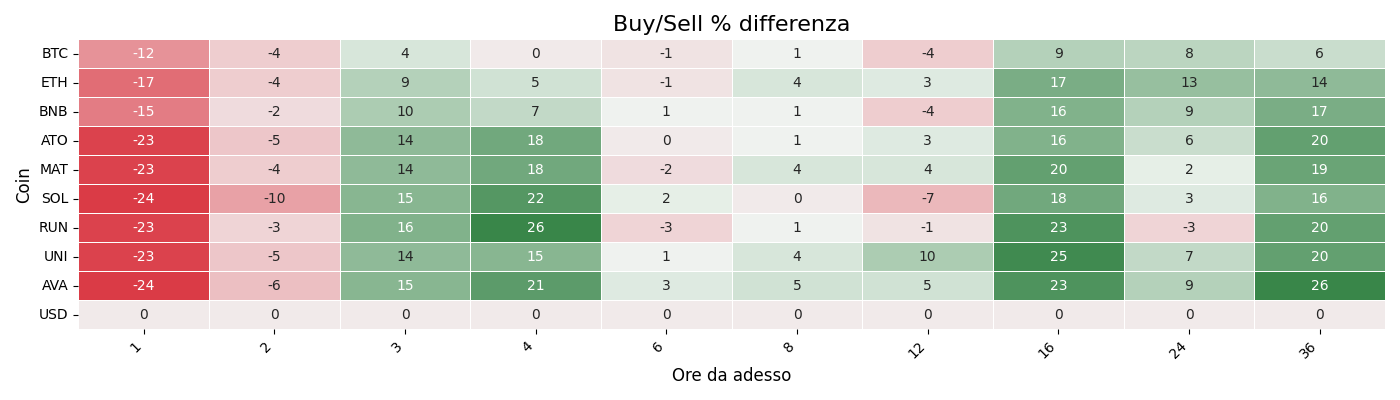 Buy/Sell % differenza
Coin
BTC -12 -4 4 0 -1 1 -4 9 8 6
ETH -17 -4 9 5 -1 4 3 17 13 14
BNB -15 -2 10 7 1 1 -4 16 9 17
ATO -23 -5 14 18 0 1 3 16 6 20
MAT -23 -4 14 18 -2 4 4 20 2 19
SOL -24 -10 15 22 2 0 -7 18 3 16
RUN -23 -3 16 26 -3 1 -1 23 -3 20
UNI -23 -5 14 15 1 4 10 25 7 20
AVA -24 -6 15 21 3 5 5 23 9 26
USD 0 0 0 0 0 0 0 0 0 0
1 2 3 4 6 8 12 16 24 36
Ore da adesso